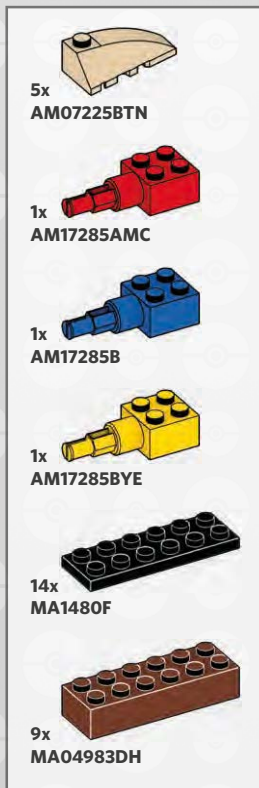 5x
AM07225BTN
1x
AM17285AMC
1x
AM17285B
1x
AM17285BYE
14x
MA1480F
9x
MA04983DH